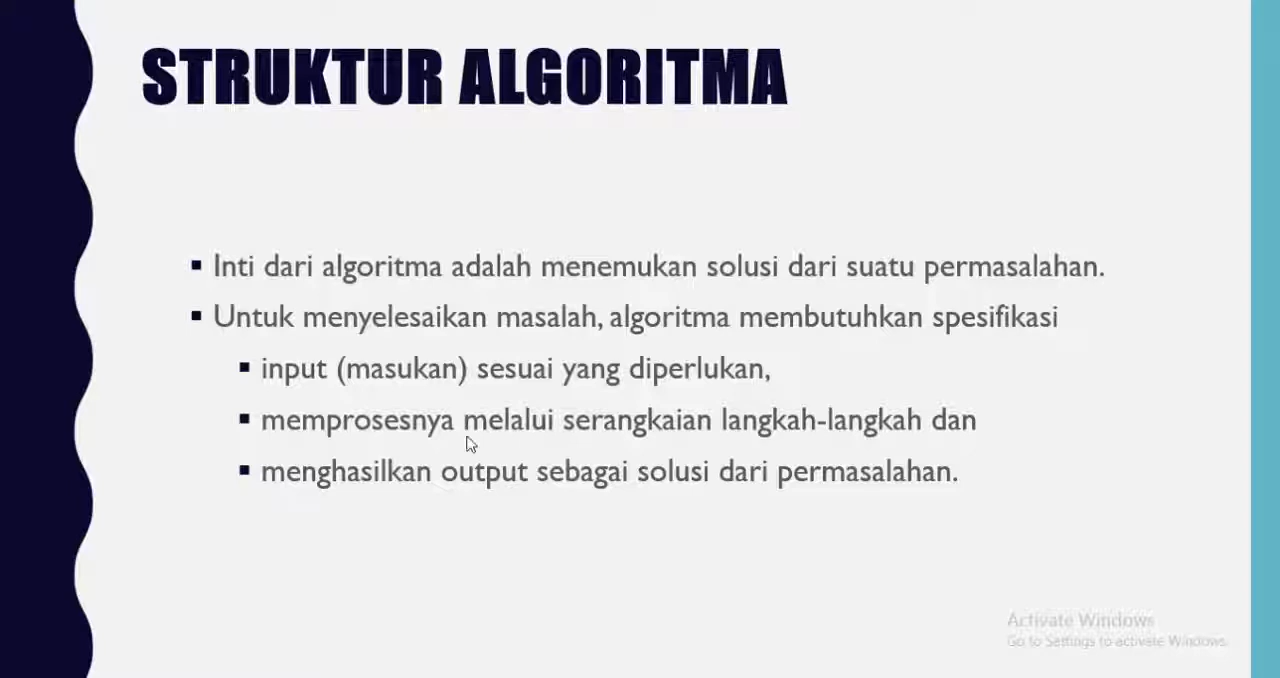 STRUKTUR ALGORITMA
▪ Inti dari algoritma adalah menemukan solusi dari suatu permasalahan.
▪ Untuk menyelesaikan masalah, algoritma membutuhkan spesifikasi
▪ input (masukan) sesuai yang diperlukan,
▪ memprosesnya melalui serangkaian langkah-langkah dan
▪ menghasilkan output sebagai solusi dari permasalahan.
Activate Windows
Go to Settings to activate Windows.